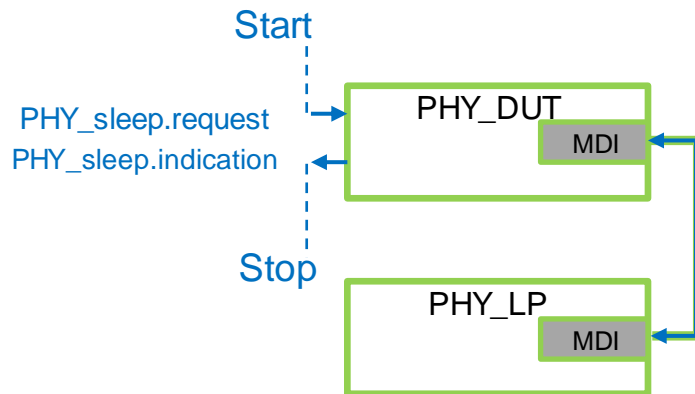 Start
PHY_sleep.request
PHY_sleep.indication
Stop
PHY_DUT
MDI
PHY_LP
MDI